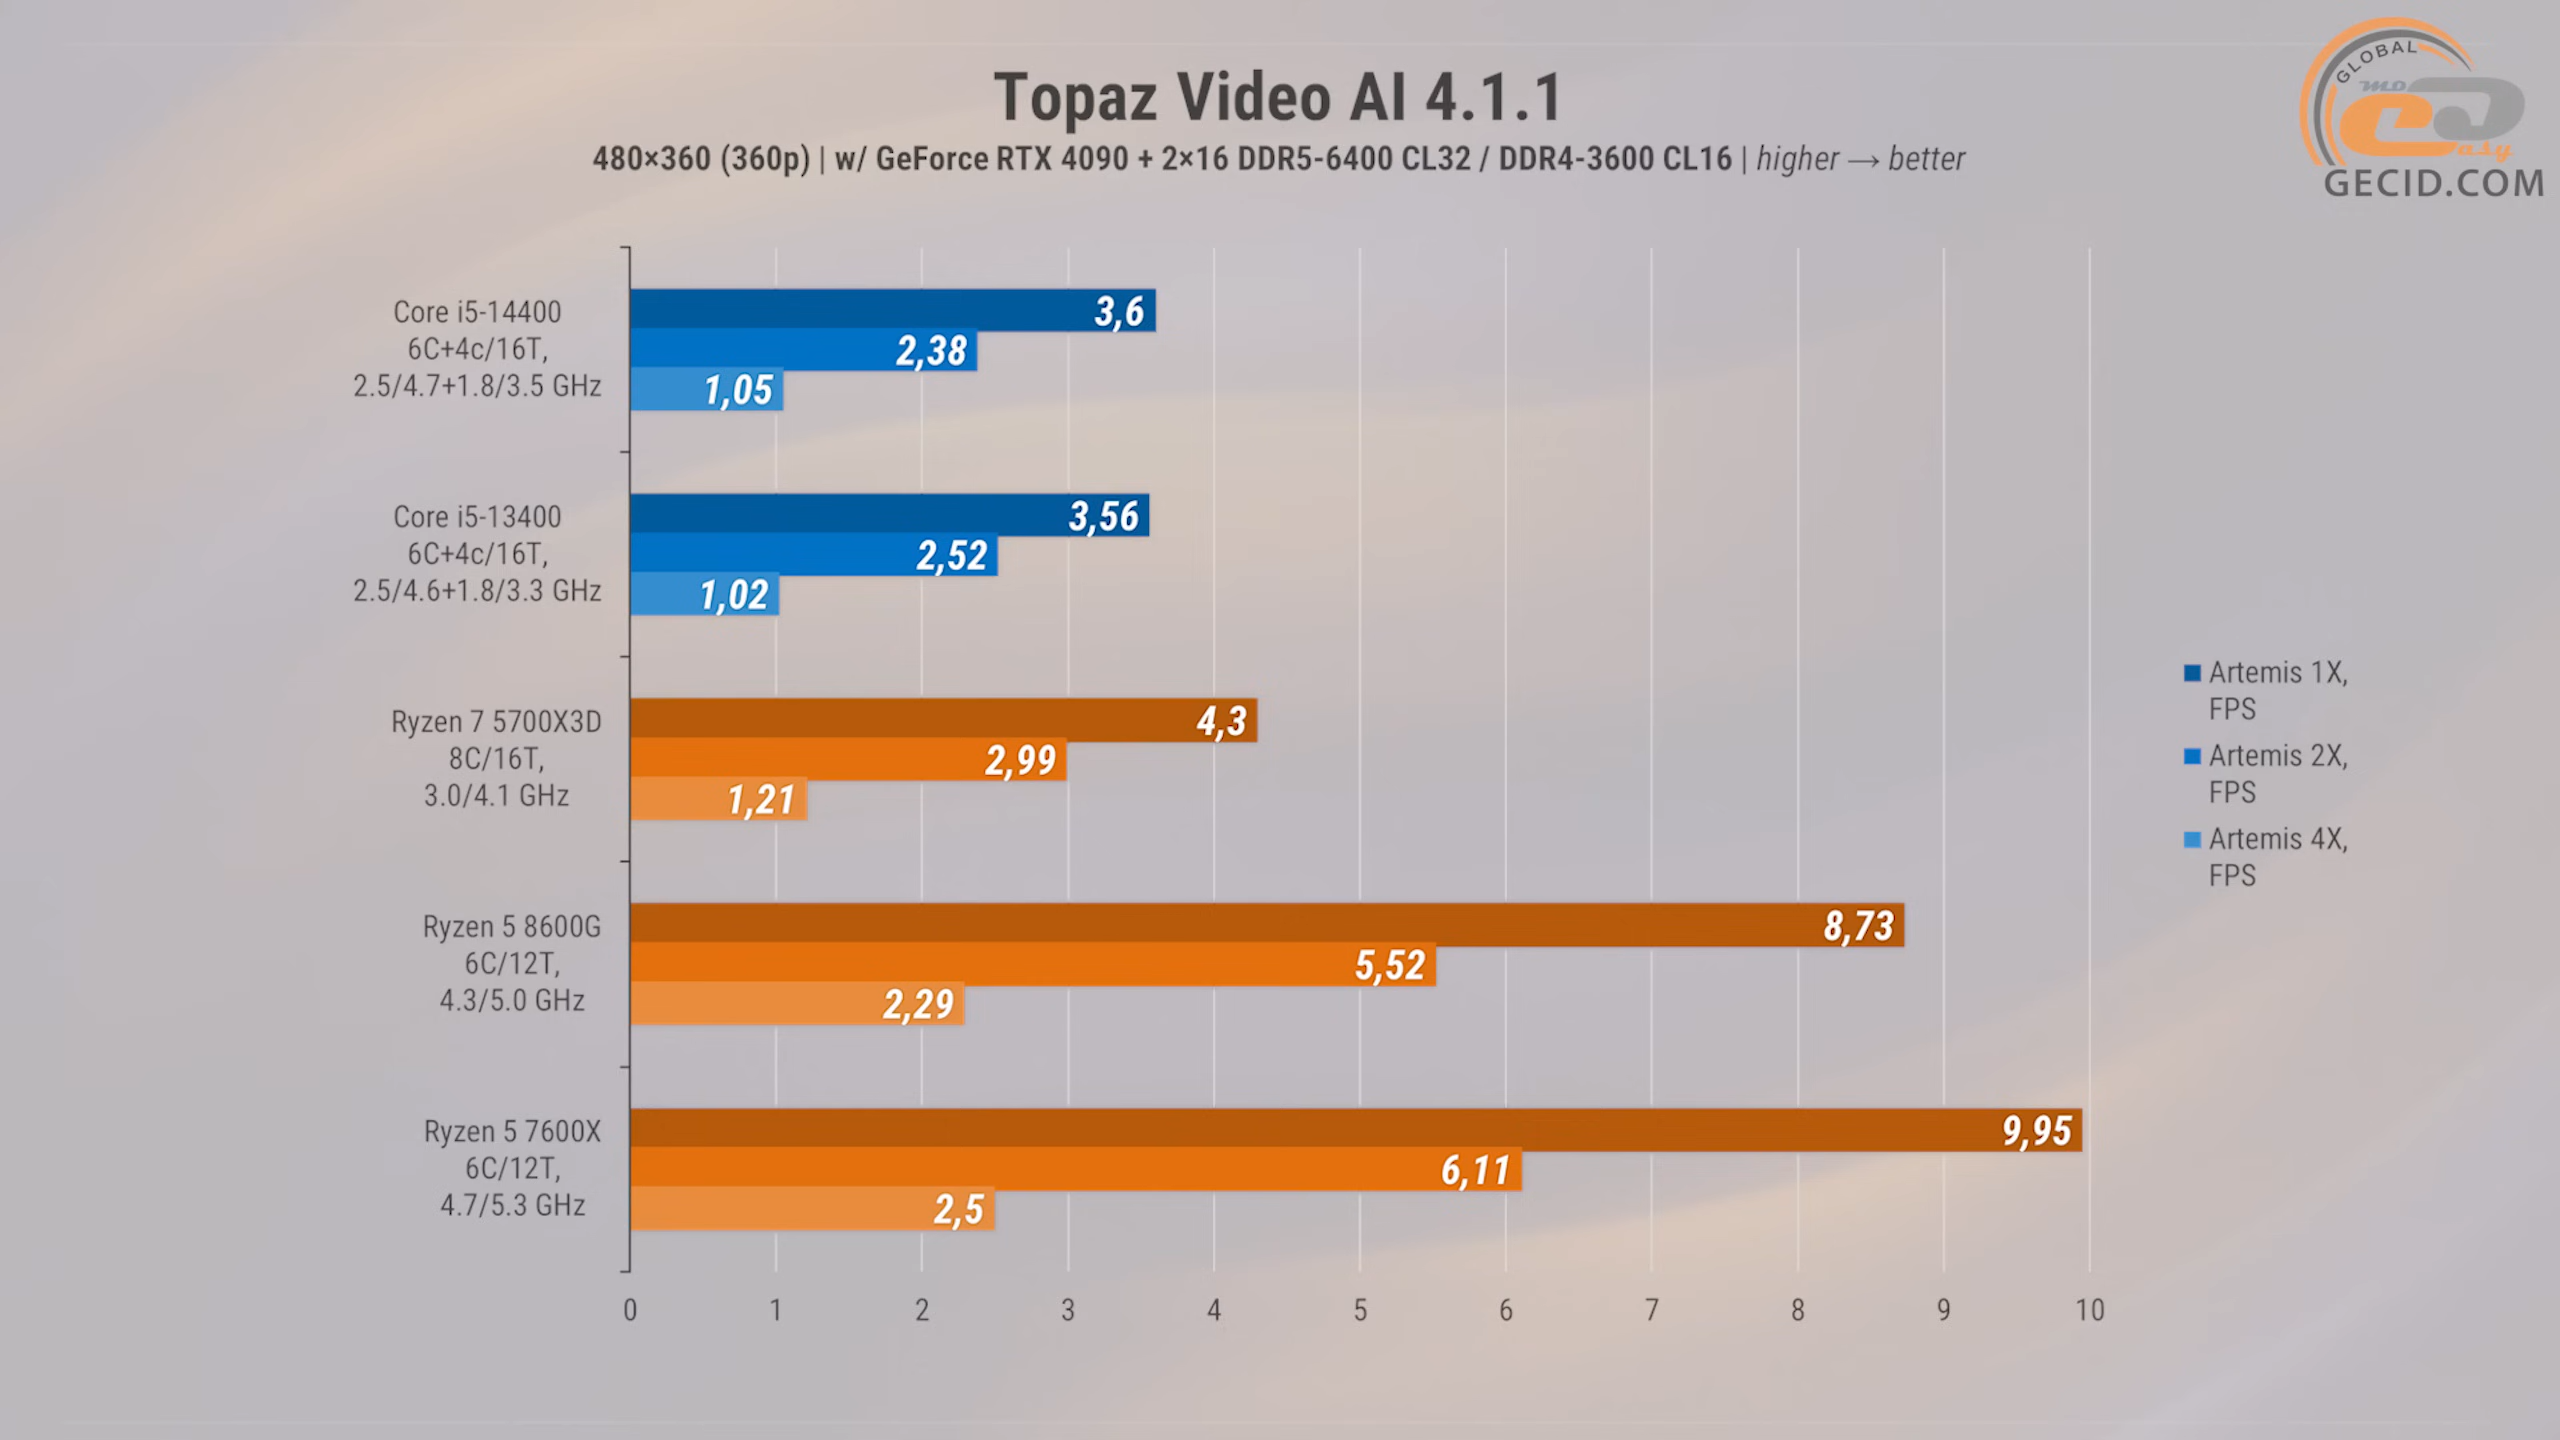 Topaz Video AI 4.1.1
480×360 (360p) | w/ GeForce RTX 4090 + 2×16 DDR5-6400 CL32 / DDR4-3600 CL16 | higher → better
GLOBAL
MO
easy
GECID.COM
Core i5-14400
6C+4c/16T,
2.5/4.7+1.8/3.5 GHz
3,6
2,38
1,05
Core i5-13400
6C+4c/16T,
2.5/4.6+1.8/3.3 GHz
3,56
2,52
1,02
Ryzen 7 5700X3D
8C/16T,
3.0/4.1 GHz
4,3
2,99
1,21
Ryzen 5 8600G
6C/12T,
4.3/5.0 GHz
8,73
5,52
2,29
Ryzen 5 7600X
6C/12T,
4.7/5.3 GHz
9,95
6,11
2,5
0 1 2 3 4 5 6 7 8 9 10
Artemis 1X,
FPS
Artemis 2X,
FPS
Artemis 4X,
FPS